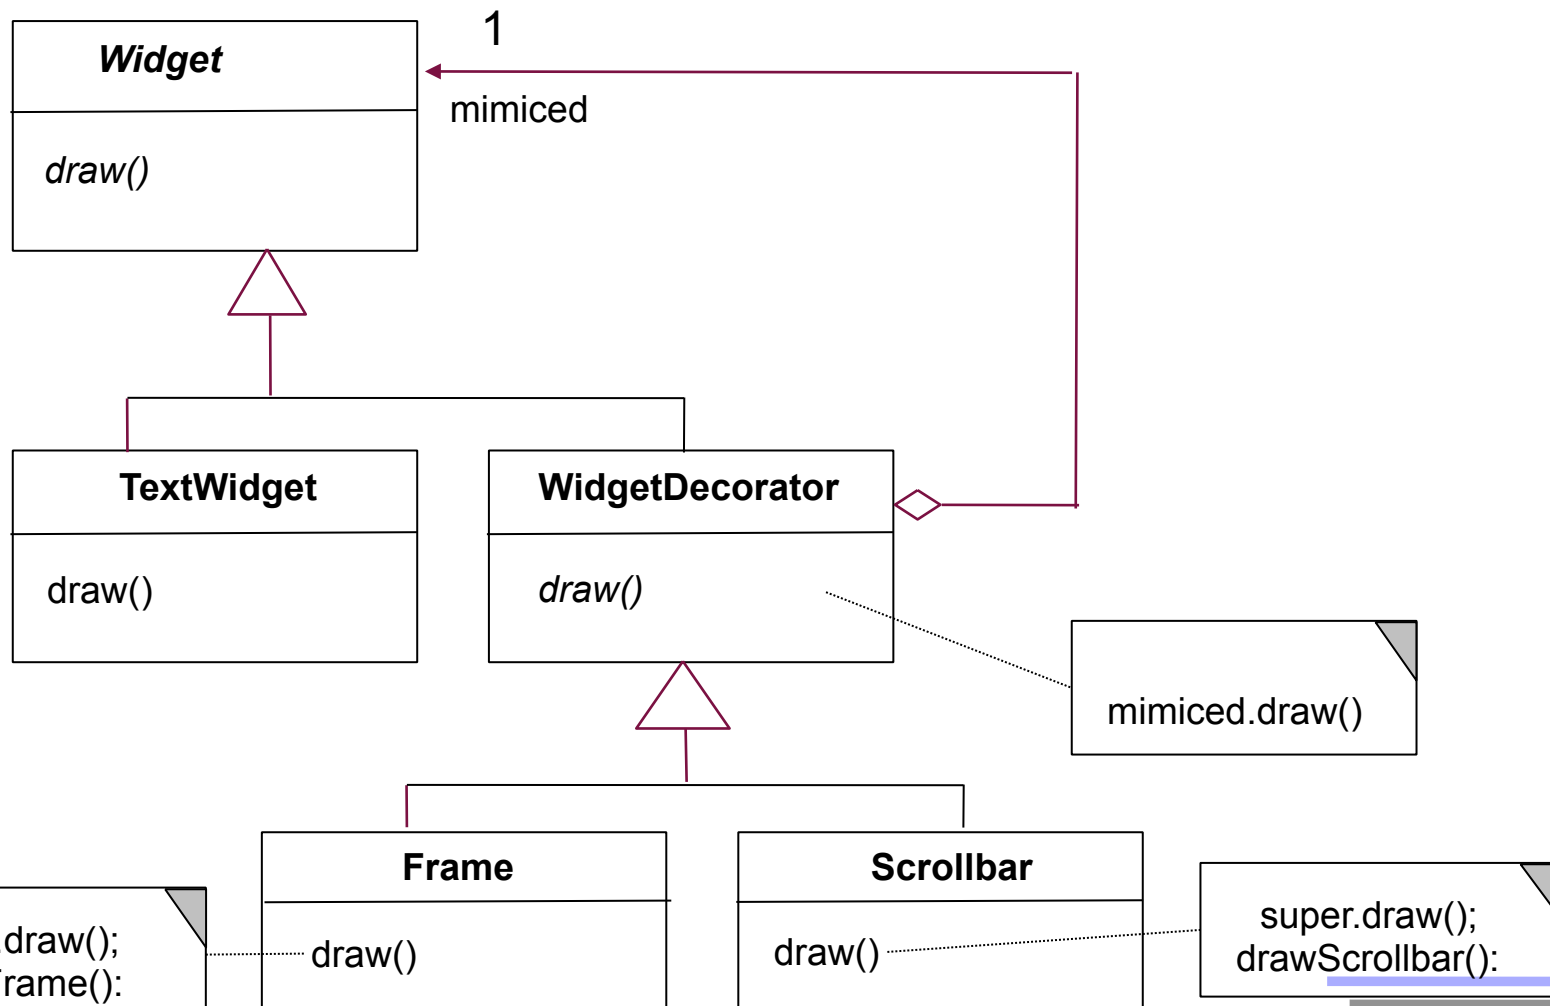 Widget
1
mimiced
draw()
TextWidget
WidgetDecorator
draw()
draw()
mimiced.draw()
Frame
Scrollbar
.draw();
draw()
draw()
super.draw();
drawScrollbar():
rame():